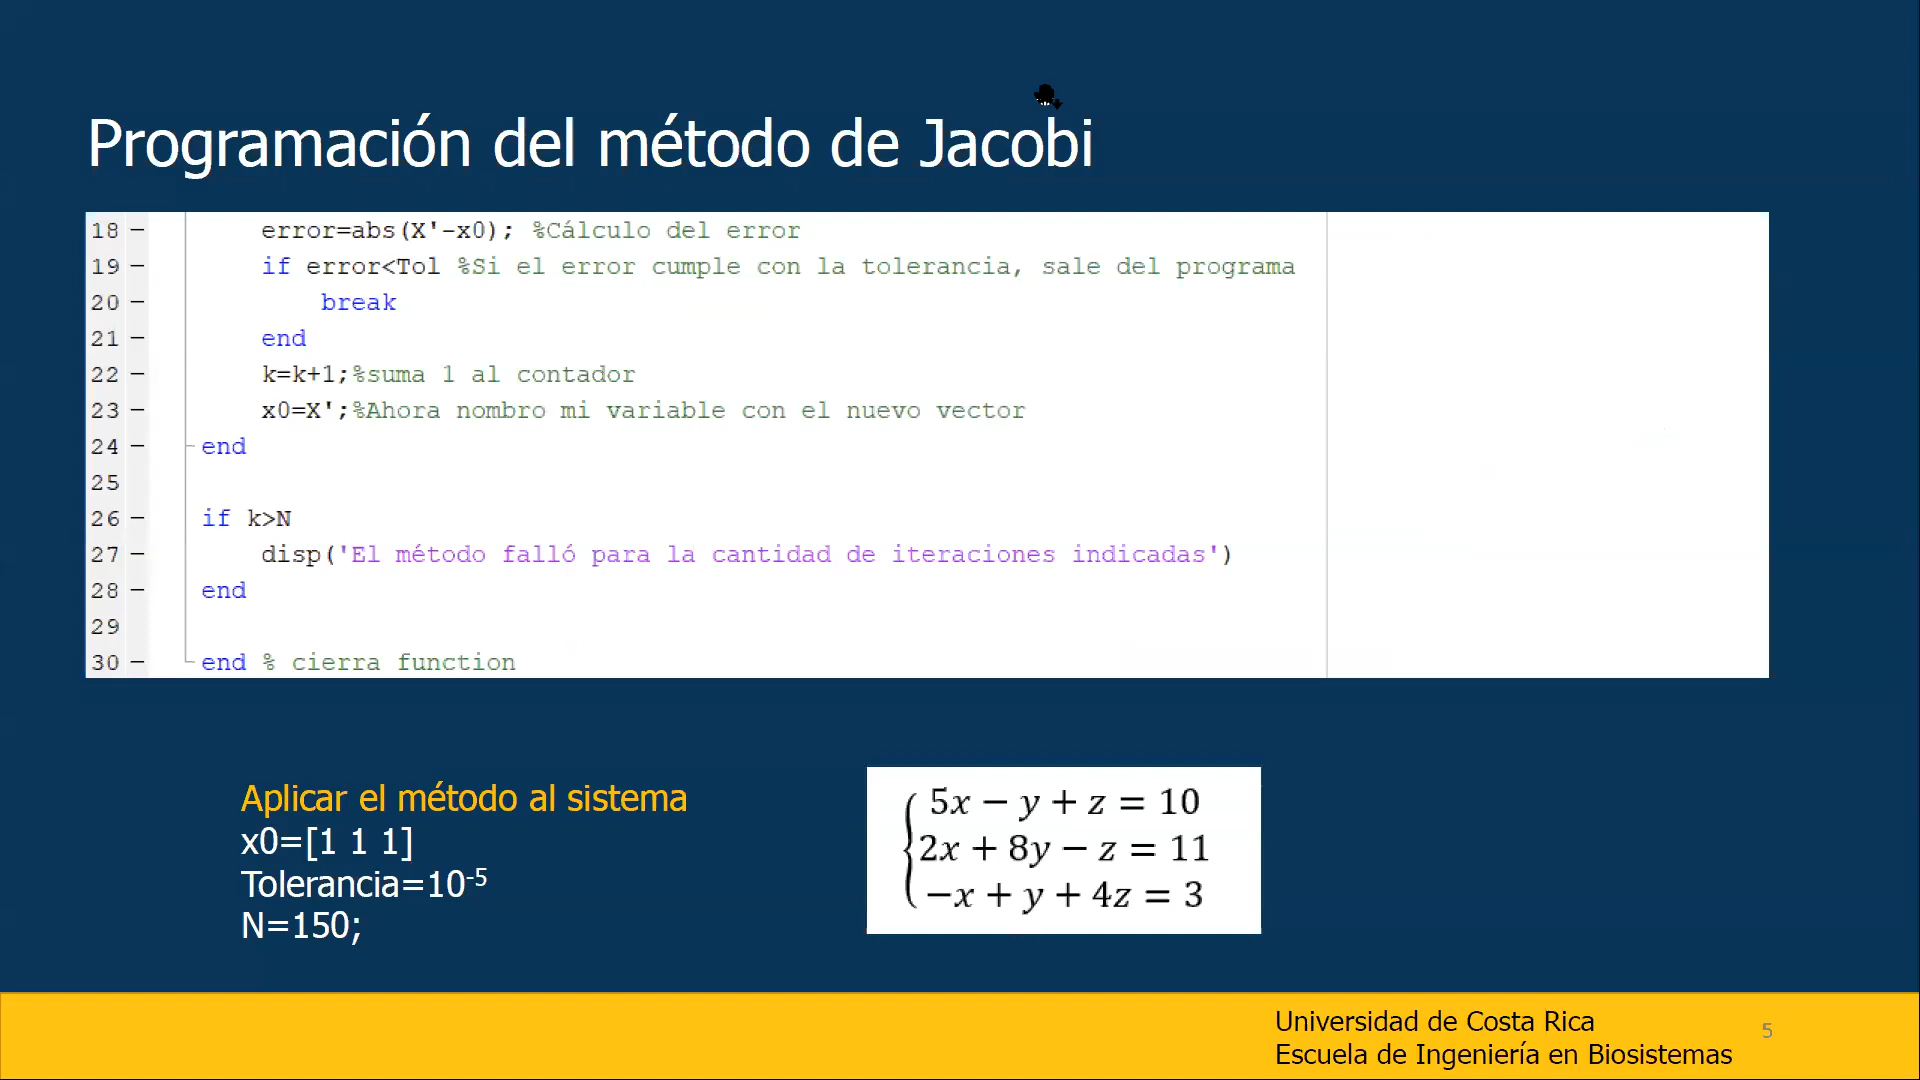 Programación del método de Jacobi
18 – error=abs(X'-x0); %Cálculo del error
19 – if error<Tol %Si el error cumple con la tolerancia, sale del programa
20 – break
21 – end
22 – k=k+1;%suma 1 al contador
23 – x0=X';%Ahora nombro mi variable con el nuevo vector
24 – end
25
26 – if k>N
27 – disp('El método falló para la cantidad de iteraciones indicadas')
28 – end
29
30 – end % cierra function
Aplicar el método al sistema
x0=[1 1 1]
Tolerancia=10⁻⁵
N=150;
5x − y + z = 10
2x + 8y − z = 11
−x + y + 4z = 3
Universidad de Costa Rica
Escuela de Ingeniería en Biosistemas
5